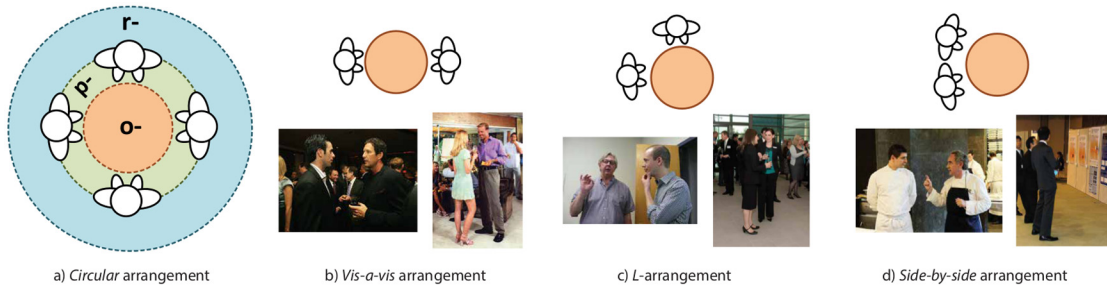 r-
p-
o-
a) Circular arrangement
b) Vis-a-vis arrangement
c) L-arrangement
d) Side-by-side arrangement